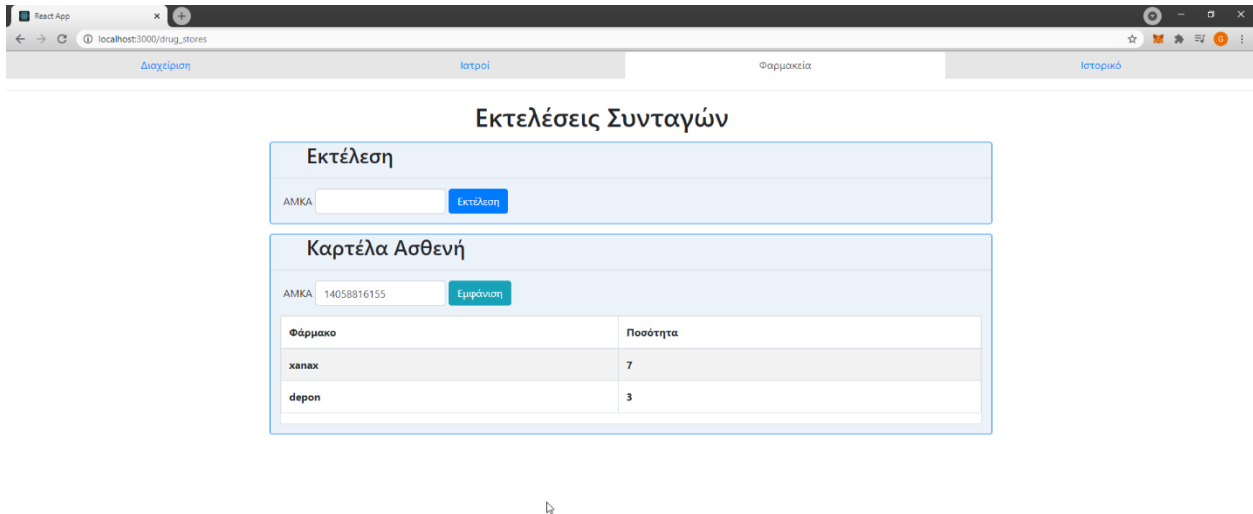 React App
localhost:3000/drug_stores
G
Διαχείριση Ιατροί Φαρμακεία Ιστορικό
Εκτελέσεις Συνταγών
Εκτέλεση
ΑΜΚΑ Εκτέλεση
Καρτέλα Ασθενή
ΑΜΚΑ 14058816155 Εμφάνιση
Φάρμακο Ποσότητα
xanax 7
depon 3